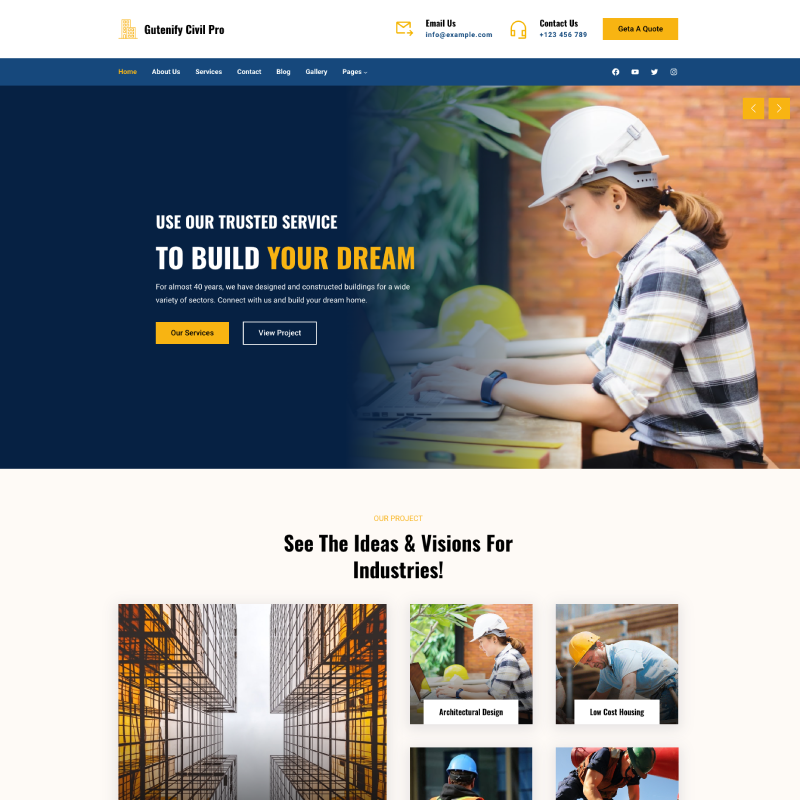 Gutenify Civil Pro
Email Us
info@example.com
Contact Us
+123 456 789
Geta A Quote
Home
About Us
Services
Contact
Blog
Gallery
Pages
USE OUR TRUSTED SERVICE
TO BUILD YOUR DREAM
For almost 40 years, we have designed and constructed buildings for a wide
variety of sectors. Connect with us and build your dream home.
Our Services
View Project
OUR PROJECT
See The Ideas & Visions For
Industries!
Architectural Design
Low Cost Housing